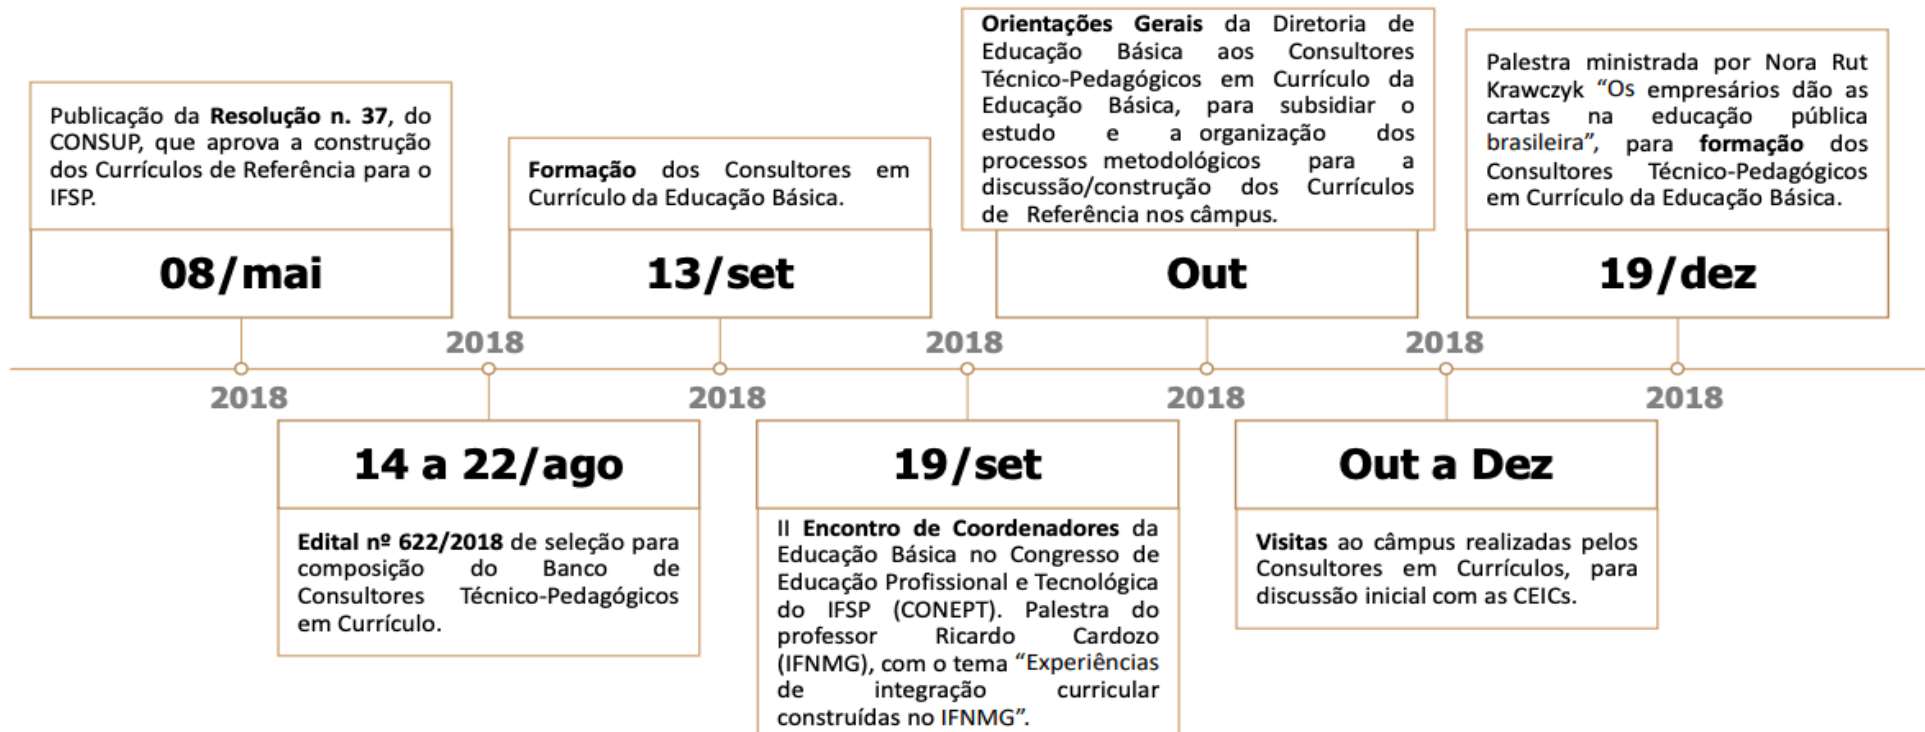 Publicação da Resolução n. 37, do
CONSUP, que aprova a construção
dos Currículos de Referência para o
IFSP.
08/mai
2018
14 a 22/ago
Edital nº 622/2018 de seleção para
composição do Banco de
Consultores Técnico-Pedagógicos
em Currículo.
2018
Formação dos Consultores em
Currículo da Educação Básica.
13/set
2018
19/set
II Encontro de Coordenadores da
Educação Básica no Congresso de
Educação Profissional e Tecnológica
do IFSP (CONEPT). Palestra do
professor Ricardo Cardozo
(IFNMG), com o tema “Experiências
de integração curricular
construídas no IFNMG”.
2018
Orientações Gerais da Diretoria de
Educação Básica aos Consultores
Técnico-Pedagógicos em Currículo da
Educação Básica, para subsidiar o
estudo e a organização dos
processos metodológicos para a
discussão/construção dos Currículos
de Referência nos câmpus.
Out
2018
Out a Dez
Visitas ao câmpus realizadas pelos
Consultores em Currículos, para
discussão inicial com as CEICs.
2018
Palestra ministrada por Nora Rut
Krawczyk “Os empresários dão as
cartas na educação pública
brasileira”, para formação dos
Consultores Técnico-Pedagógicos
em Currículo da Educação Básica.
19/dez
2018